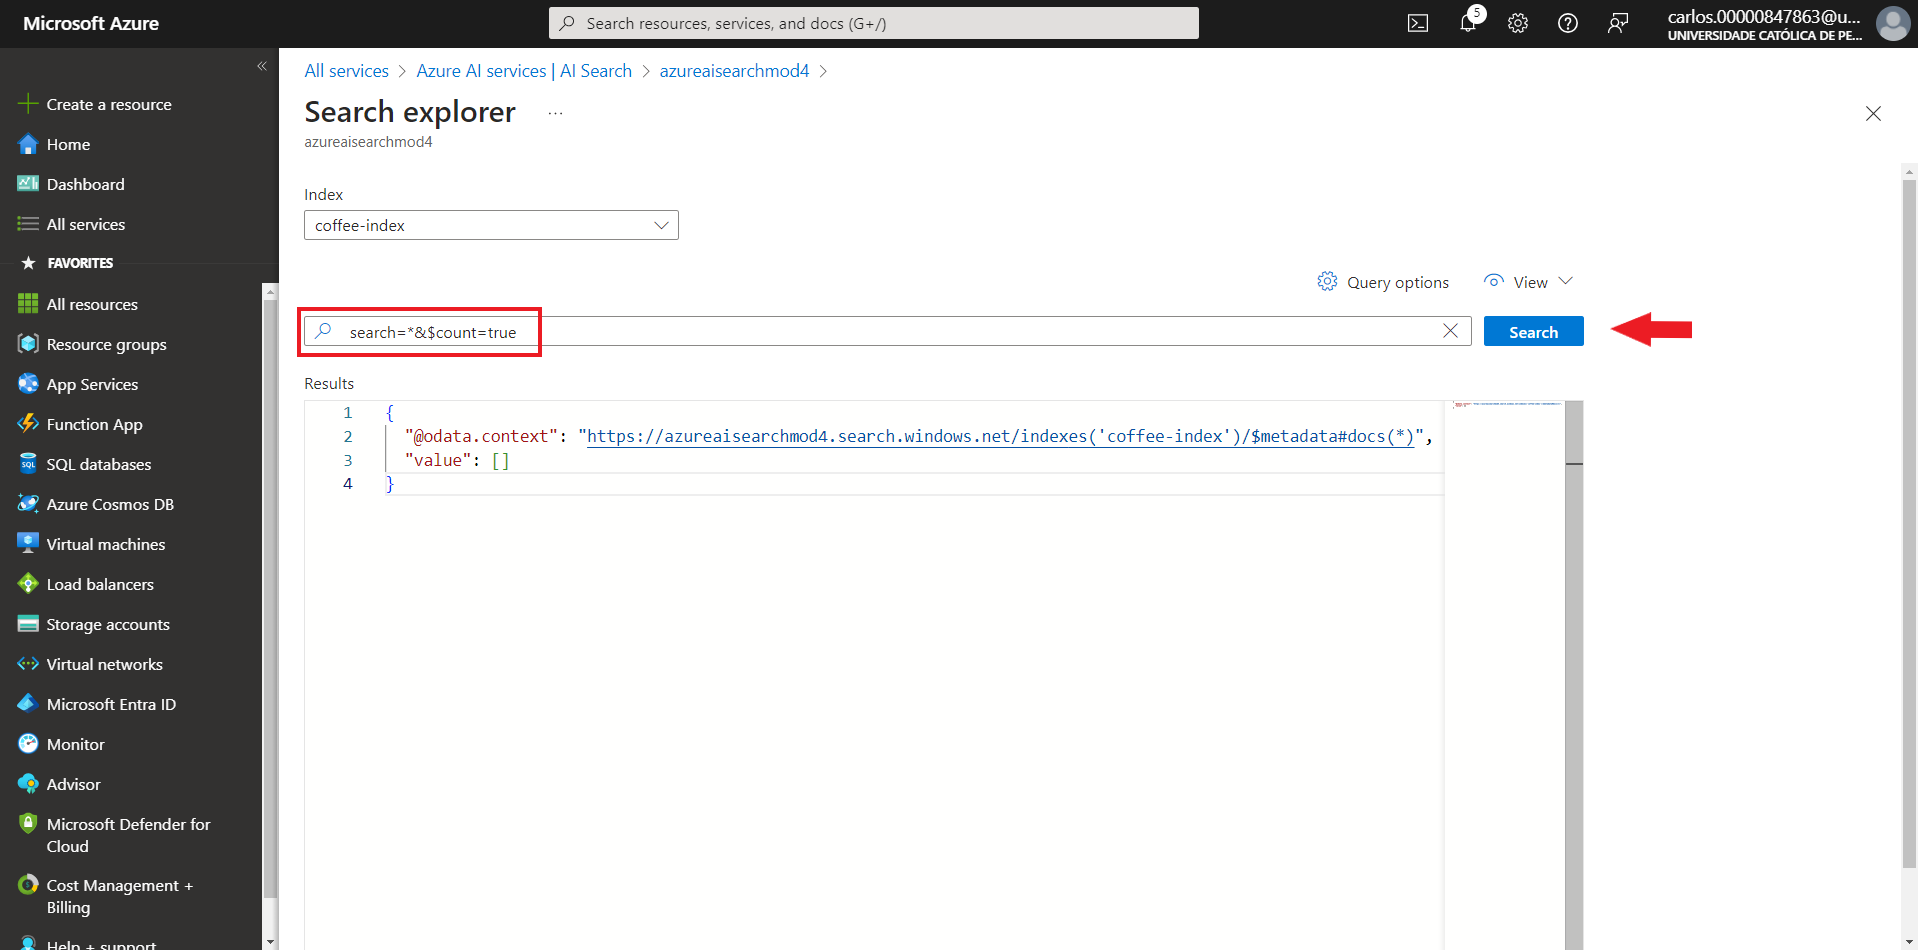 Microsoft Azure
Search resources, services, and docs (G+/)
5
carlos.00000847863@u...
UNIVERSIDADE CATÓLICA DE PE...
Create a resource
Home
Dashboard
All services
FAVORITES
All resources
Resource groups
App Services
Function App
SQL databases
Azure Cosmos DB
Virtual machines
Load balancers
Storage accounts
Virtual networks
Microsoft Entra ID
Monitor
Advisor
Microsoft Defender for
Cloud
Cost Management +
Billing
Help + support
All services > Azure AI services | AI Search > azureaisearchmod4 >
Search explorer ...
azureaisearchmod4
Index
coffee-index
Query options View
search=*&$count=true
Search
Results
1 {
2 "@odata.context": "https://azureaisearchmod4.search.windows.net/indexes('coffee-index')/$metadata#docs(*)",
3 "value": []
4 }